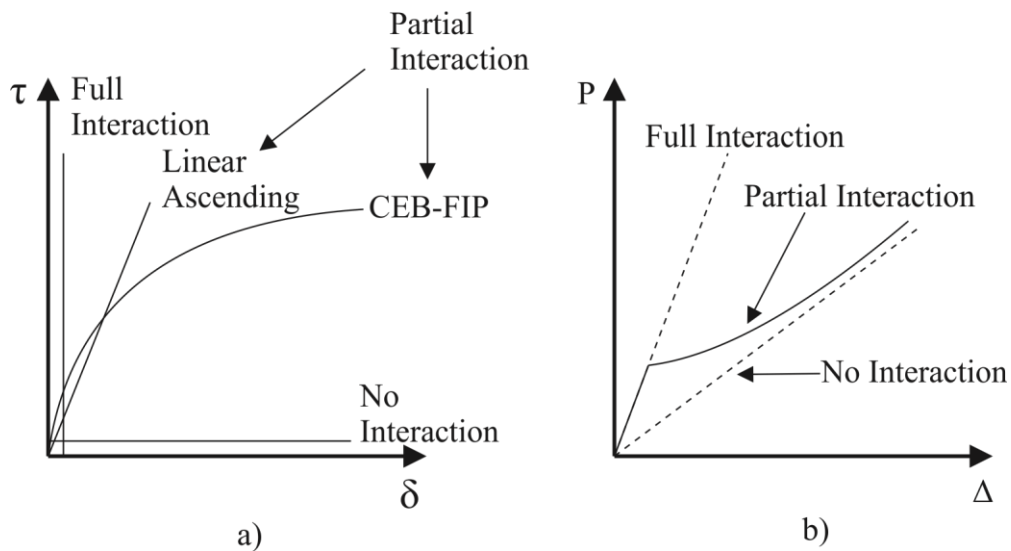 Partial
Interaction
τ
Full
Interaction
Linear
Ascending
CEB-FIP
No
Interaction
δ
a)
P
Full Interaction
Partial Interaction
No Interaction
Δ
b)